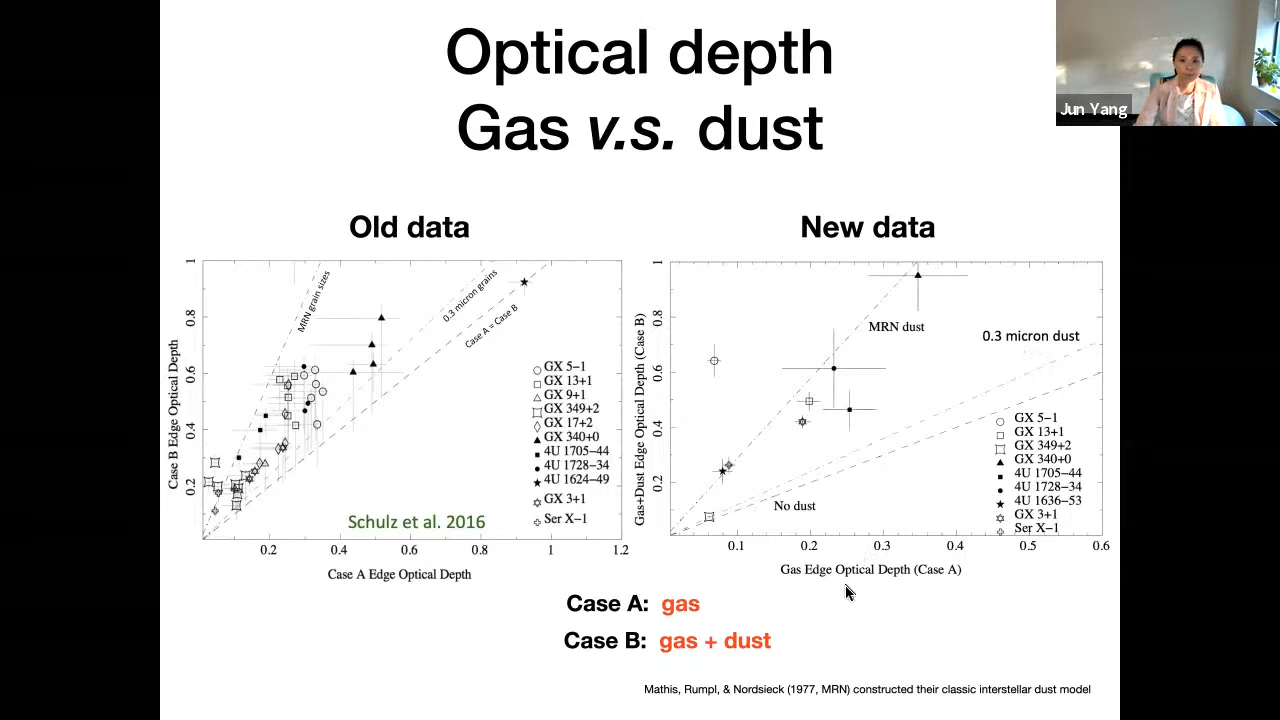 Optical depth
Gas v.s. dust
Jun Yang
Old data
Case B Edge Optical Depth
0.2
0.4
0.6
0.8
1
MRN grain sizes
0.3 micron grains
Case A = Case B
GX 5-1
GX 13+1
GX 9+1
GX 349+2
GX 17+2
GX 340+0
4U 1705-44
4U 1728-34
4U 1624-49
GX 3+1
Ser X-1
Schulz et al. 2016
0.2
0.4
0.6
0.8
1
1.2
Case A Edge Optical Depth
New data
Gas+Dust Edge Optical Depth (Case B)
0.2
0.4
0.6
0.8
1
MRN dust
0.3 micron dust
No dust
GX 5-1
GX 13+1
GX 349+2
GX 340+0
4U 1705-44
4U 1728-34
4U 1636-53
GX 3+1
Ser X-1
0.1
0.2
0.3
0.4
0.5
0.6
Gas Edge Optical Depth (Case A)
Case A: gas
Case B: gas + dust
Mathis, Rumpl, & Nordsieck (1977, MRN) constructed their classic interstellar dust model